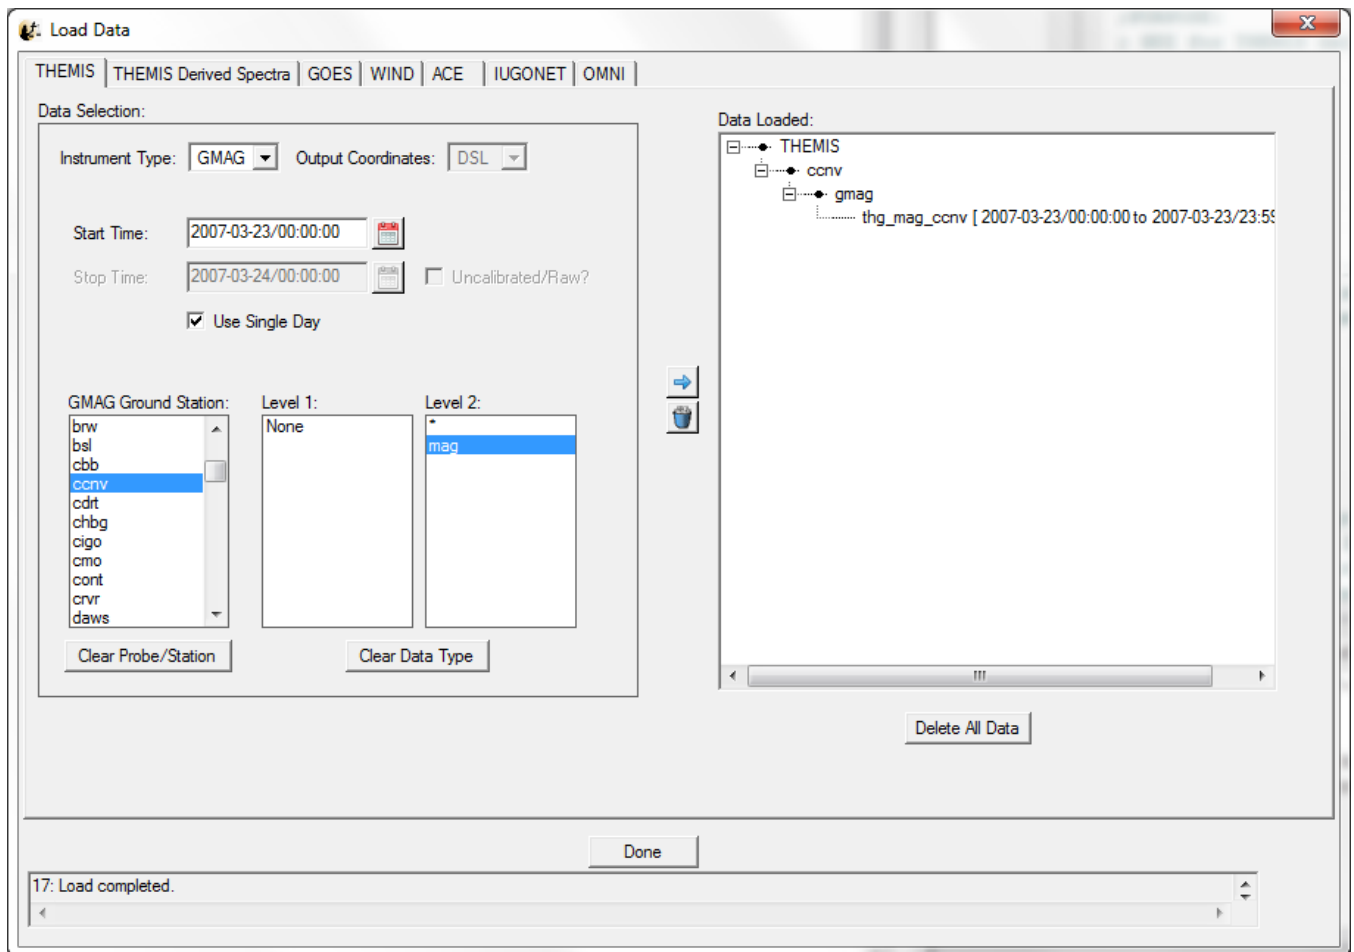 Load Data
THEMIS THEMIS Derived Spectra GOES WIND ACE IUGONET OMNI
Data Selection:
Instrument Type: GMAG Output Coordinates: DSL
Start Time: 2007-03-23/00:00:00
Stop Time: 2007-03-24/00:00:00 Uncalibrated/Raw?
Use Single Day
GMAG Ground Station: Level 1: Level 2:
brw
bsl
cbb
ccnv
cdrt
chbg
cigo
cmo
cont
crvr
daws
None
*
mag
Clear Probe/Station Clear Data Type
Data Loaded:
THEMIS
ccnv
gmag
thg_mag_ccnv [ 2007-03-23/00:00:00 to 2007-03-23/23:59
Delete All Data
Done
17: Load completed.